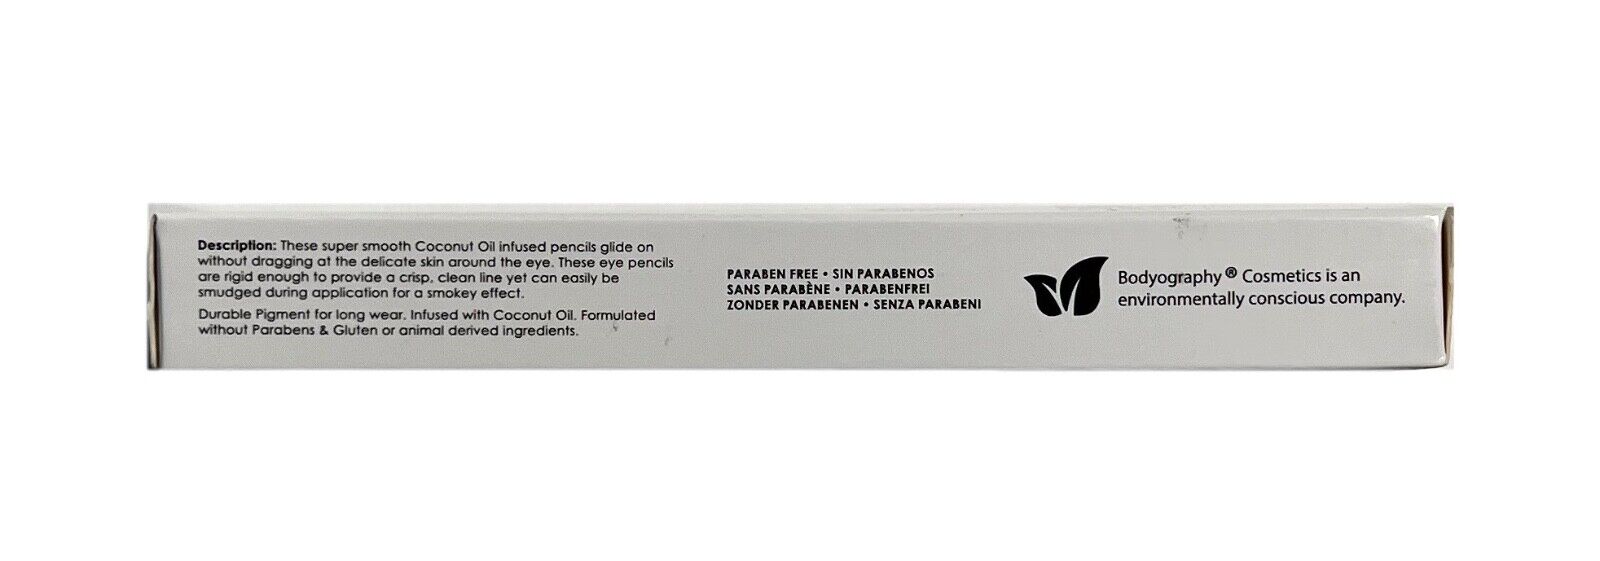 Description: These super smooth Coconut Oil infused pencils glide on
without dragging at the delicate skin around the eye. These eye pencils
are rigid enough to provide a crisp, clean line yet can easily be
smudged during application for a smokey effect.
Durable Pigment for long wear. Infused with Coconut Oil. Formulated
without Parabens & Gluten or animal derived ingredients.
PARABEN FREE • SIN PARABENOS
SANS PARABÈNE • PARABENFREI
ZONDER PARABENEN • SENZA PARABENI
Bodyography® Cosmetics is an
environmentally conscious company.